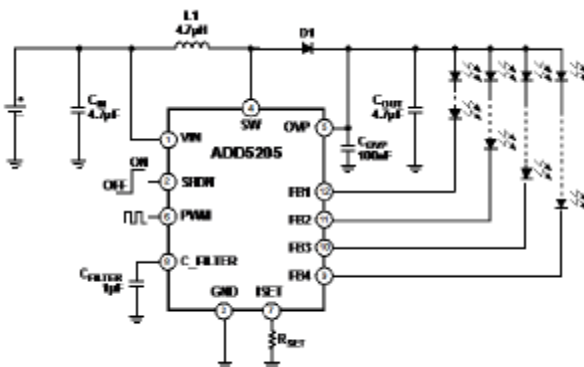 L1
4.7µH
D1
CIN
4.7µF
4
SW
COUT
4.7µF
1
VIN
OVP
5
ADD5205
COVP
100nF
ON
OFF
2
SHDN
FB1
12
6
PWM
FB2
11
FB3
10
8
C_FILTER
FB4
9
CFILTER
1µF
GND
ISET
3
7
RSET